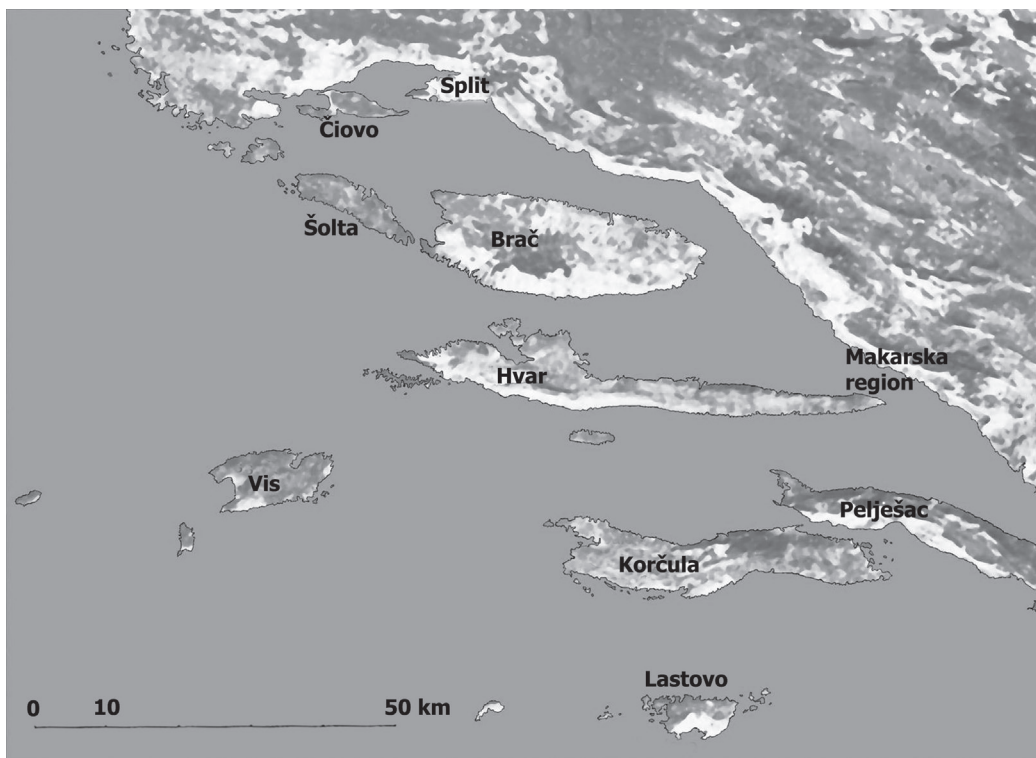 Split
Čiovo
Šolta
Brač
Makarska
region
Hvar
Vis
Pelješac
Korčula
Lastovo
0 10 50 km